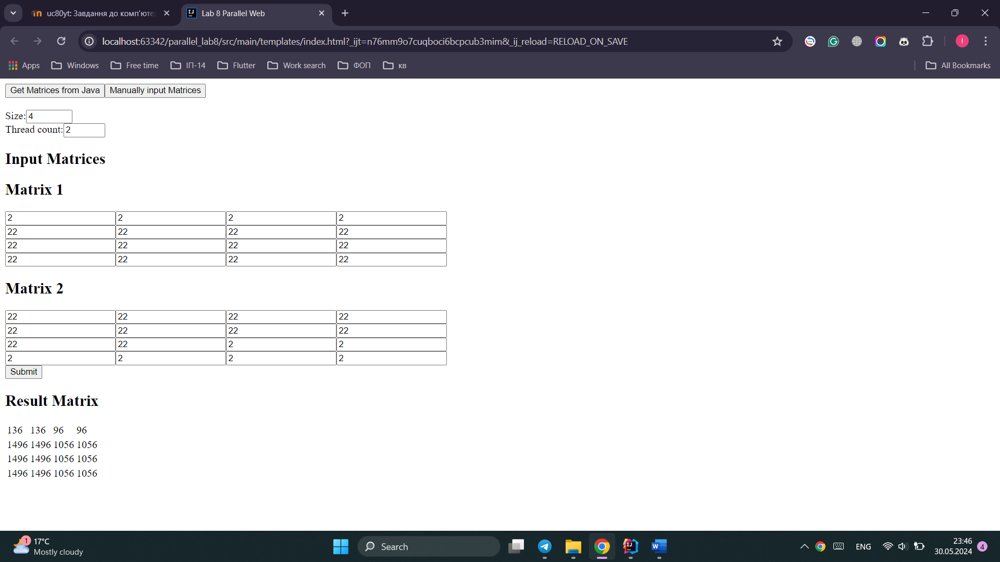 uc80yt: Завдання до комп'юте
Lab 8 Parallel Web
localhost:63342/parallel_lab8/src/main/templates/index.html?_ijt=n76mm9o7cuqboci6bcpcub3mim&_ij_reload=RELOAD_ON_SAVE
I
Apps Windows Free time ІП-14 Flutter Work search ФОП кв All Bookmarks
Get Matrices from Java Manually input Matrices
Size: 4
Thread count: 2
Input Matrices
Matrix 1
2 2 2 2
22 22 22 22
22 22 22 22
22 22 22 22
Matrix 2
22 22 22 22
22 22 22 22
22 22 2 2
2 2 2 2
Submit
Result Matrix
136 136 96 96
1496 1496 1056 1056
1496 1496 1056 1056
1496 1496 1056 1056
1
17°C
Mostly cloudy
Search
ENG
23:46
30.05.2024
4